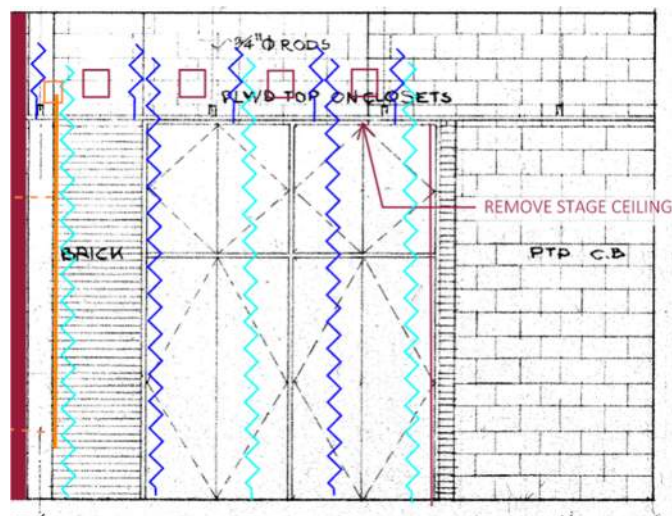 3/4"Φ RODS
PLWD TOP ON CLOSETS
REMOVE STAGE CEILING
BRICK
PTD C.B